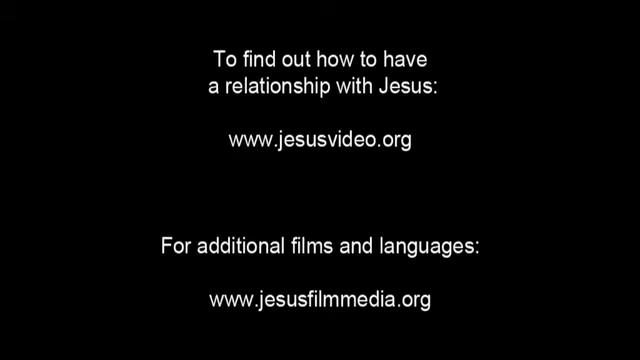 To find out how to have
a relationship with Jesus:
www.jesusvideo.org
For additional films and languages:
www.jesusfilmmedia.org